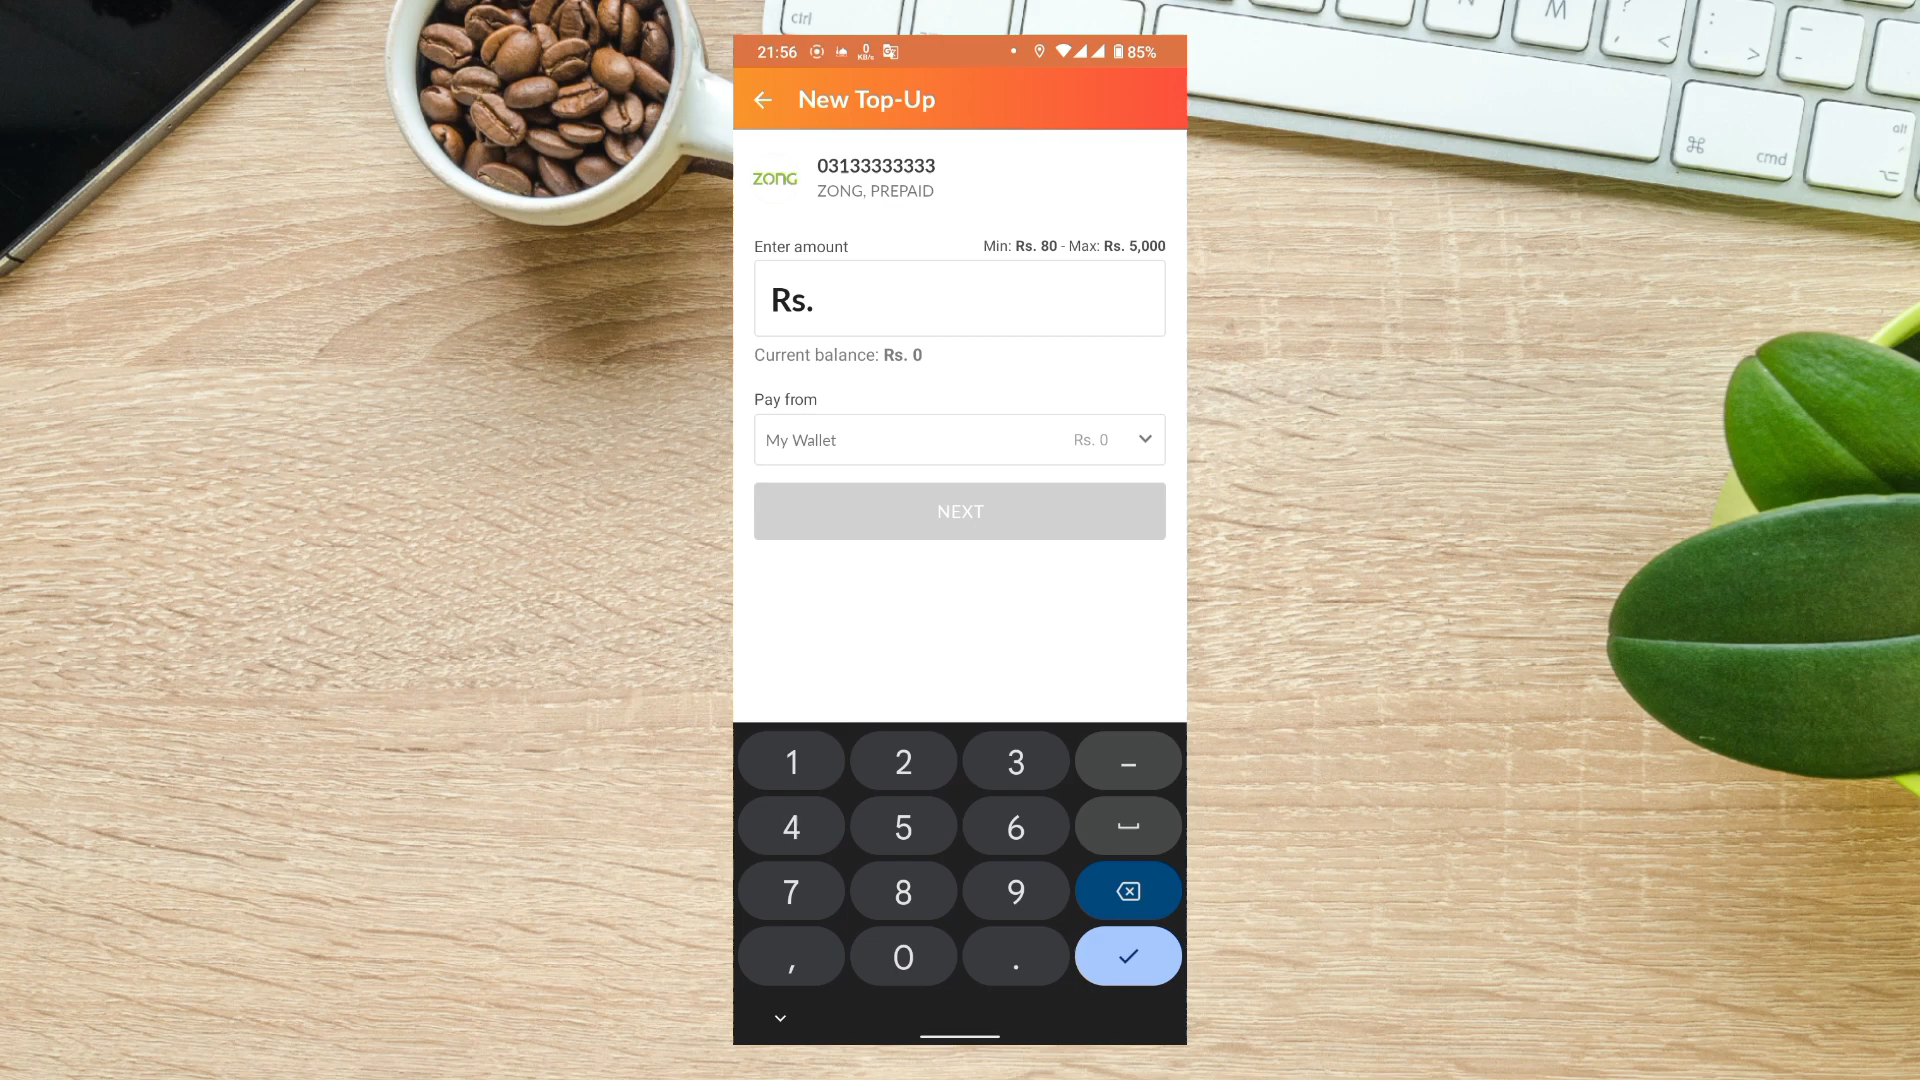 ctrl
N
M
?
<
:
;
>
–
-
⌘
cmd
alt
⌥
21:56
0
KB/s
G
85%
New Top-Up
zong
03133333333
ZONG, PREPAID
Enter amount
Min: Rs. 80 - Max: Rs. 5,000
Rs.
Current balance: Rs. 0
Pay from
My Wallet Rs. 0
NEXT
1 2 3 –
4 5 6
7 8 9
, 0 .